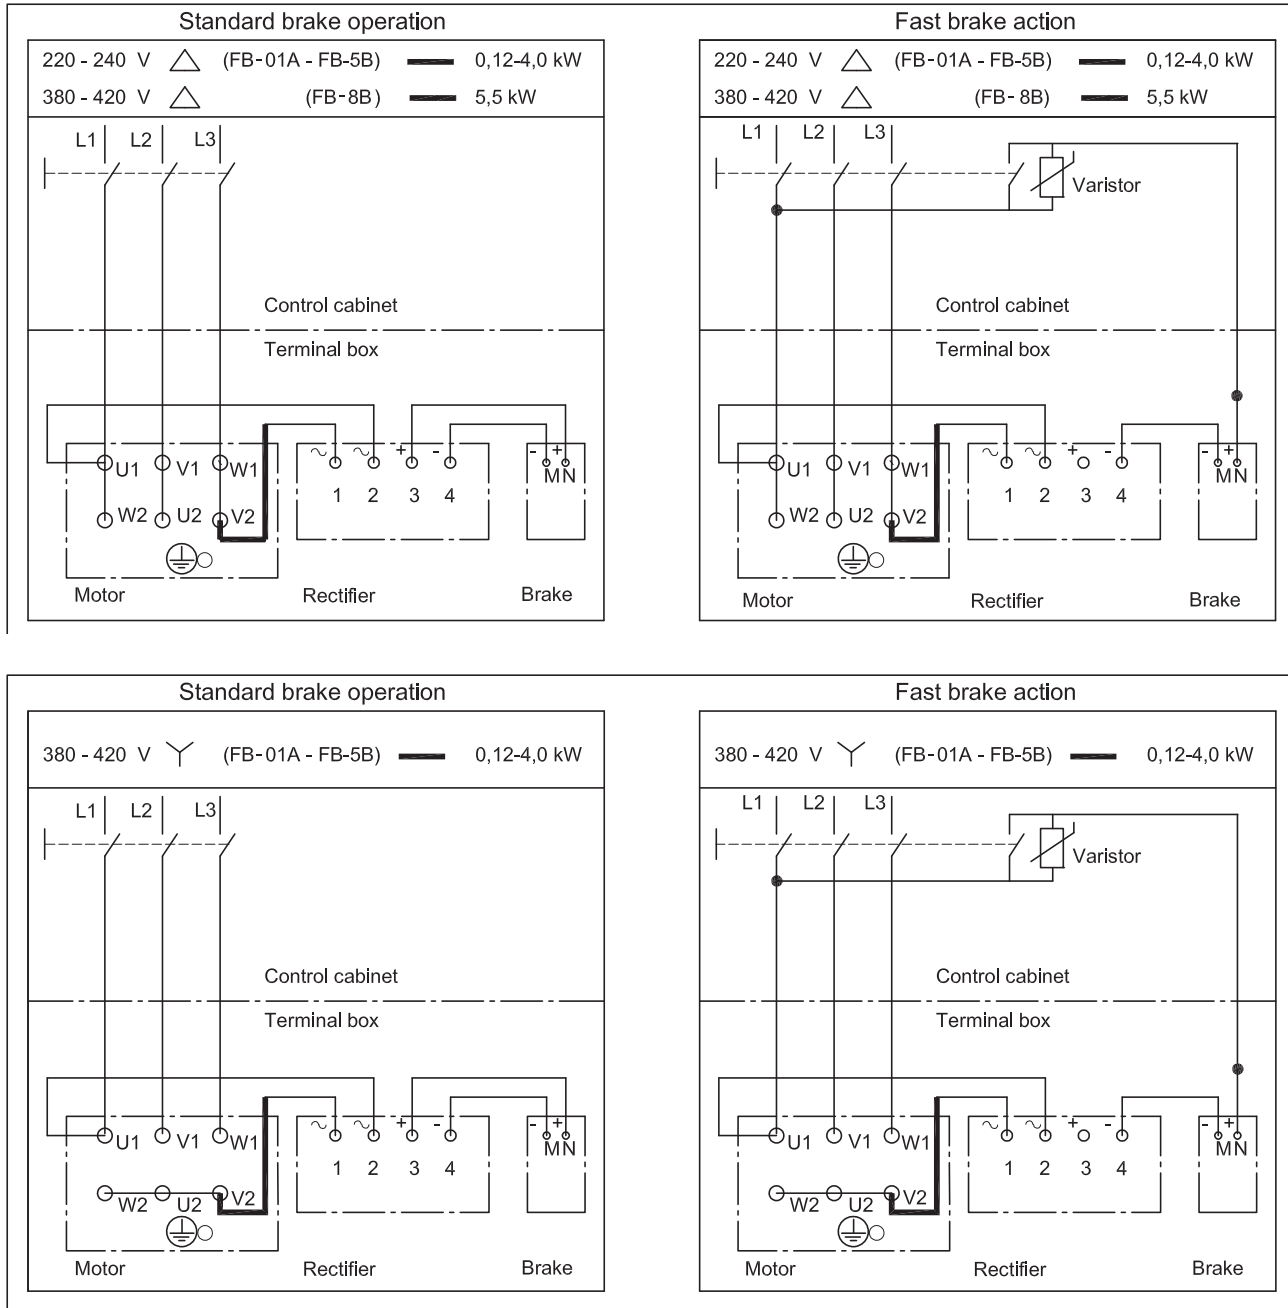 Standard brake operation
220 - 240 V (FB-01A - FB-5B) 0,12-4,0 kW
380 - 420 V (FB-8B) 5,5 kW
L1 L2 L3
Control cabinet
Terminal box
U1 V1 W1
W2 U2 V2
~ ~ + -
1 2 3 4
- +
MN
Motor Rectifier Brake
Fast brake action
220 - 240 V (FB-01A - FB-5B) 0,12-4,0 kW
380 - 420 V (FB- 8B) 5,5 kW
L1 L2 L3
Varistor
Control cabinet
Terminal box
U1 V1 W1
W2 U2 V2
~ ~ + -
1 2 3 4
- +
MN
Motor Rectifier Brake
Standard brake operation
380 - 420 V (FB-01A - FB-5B) 0,12-4,0 kW
L1 L2 L3
Control cabinet
Terminal box
U1 V1 W1
W2 U2 V2
~ ~ + -
1 2 3 4
- +
MN
Motor Rectifier Brake
Fast brake action
380 - 420 V (FB-01A - FB-5B) 0,12-4,0 kW
L1 L2 L3
Varistor
Control cabinet
Terminal box
U1 V1 W1
W2 U2 V2
~ ~ + -
1 2 3 4
- +
MN
Motor Rectifier Brake